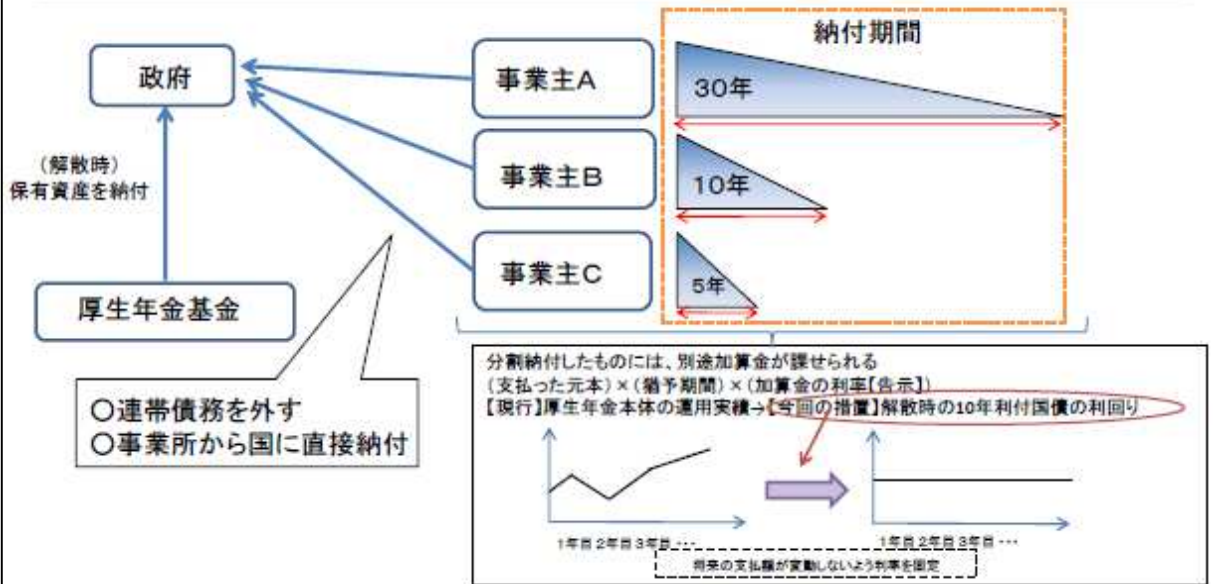 納付期間
政府
事業主A
30年
(解散時)
保有資産を納付
事業主B
10年
事業主C
5年
厚生年金基金
○連帯債務を外す
○事業所から国に直接納付
分割納付したものには、別途加算金が課せられる
(支払った元本)×(猶予期間)×(加算金の利率【告示】)
【現行】厚生年金本体の運用実績→【今回の措置】解散時の10年利付国債の利回り
1年目2年目3年目・・・
1年目2年目3年目・・・
将来の支払額が変動しないよう利率を固定